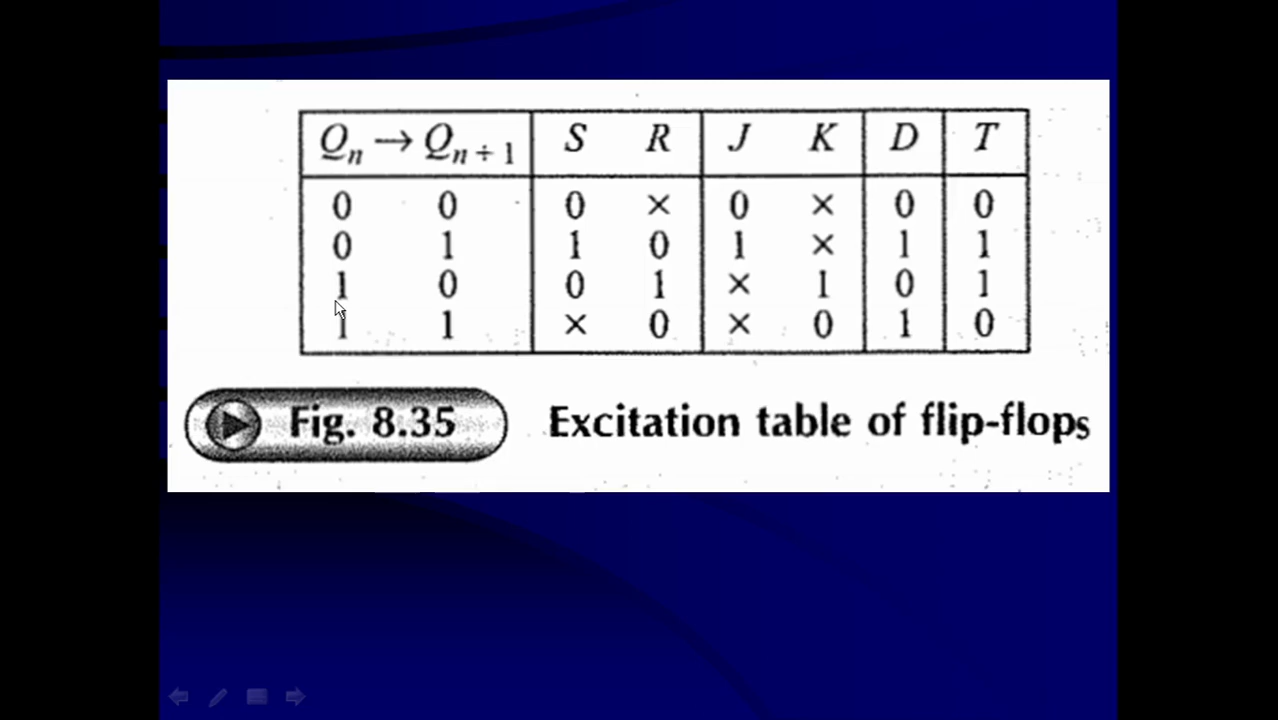 Qn → Qn+1 S R J K D T
0 0 0 × 0 × 0 0
0 1 1 0 1 × 1 1
1 0 0 1 × 1 0 1
1 1 × 0 × 0 1 0
Fig. 8.35 Excitation table of flip-flops